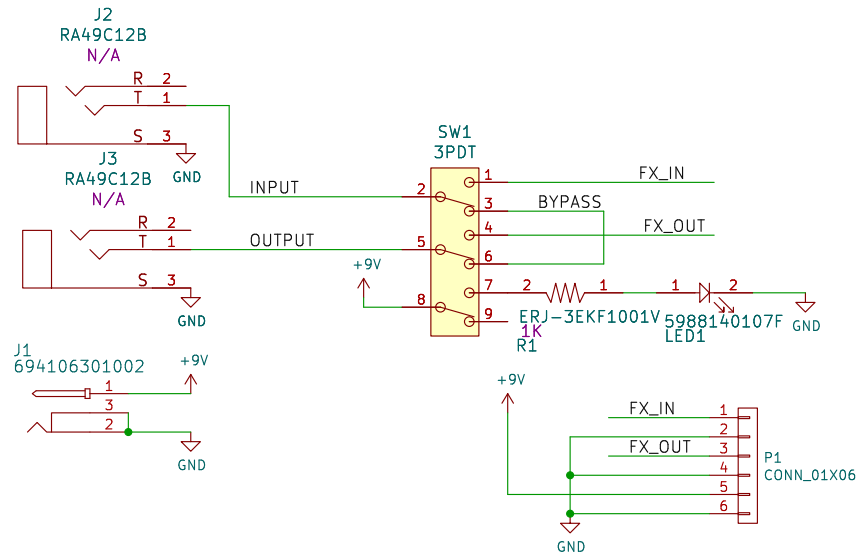 J2
RA49C12B
N/A
R 2
T 1
S 3
GND
J3
RA49C12B
N/A
R 2
T 1
S 3
GND
INPUT
OUTPUT
+9V
SW1
3PDT
2
5
8
1
3
4
6
7
9
FX_IN
BYPASS
FX_OUT
2
1
ERJ-3EKF1001V
1K
R1
1
2
5988140107F
LED1
GND
J1
694106301002
1
3
2
+9V
GND
+9V
FX_IN
FX_OUT
1
2
3
4
5
6
P1
CONN_01X06
GND